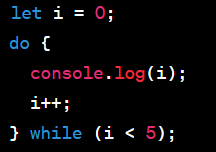 let i = 0;
do {
  console.log(i);
  i++;
} while (i < 5);